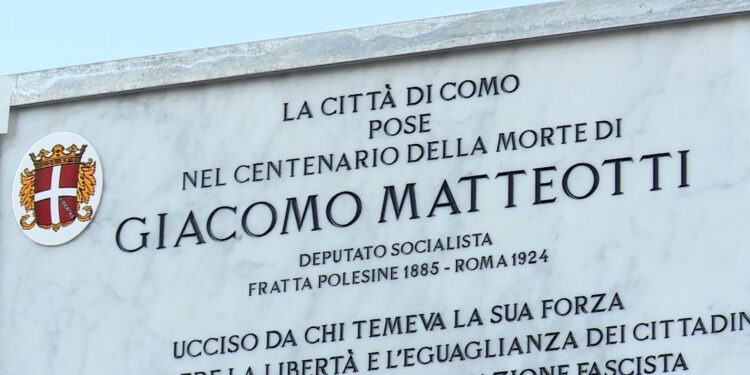 LA CITTÀ DI COMO
POSE
NEL CENTENARIO DELLA MORTE DI
GIACOMO MATTEOTTI
DEPUTATO SOCIALISTA
FRATTA POLESINE 1885 - ROMA 1924
UCCISO DA CHI TEMEVA LA SUA FORZA
LA LIBERTÀ E L'EGUAGLIANZA DEI CITTADIN
FASCISTA